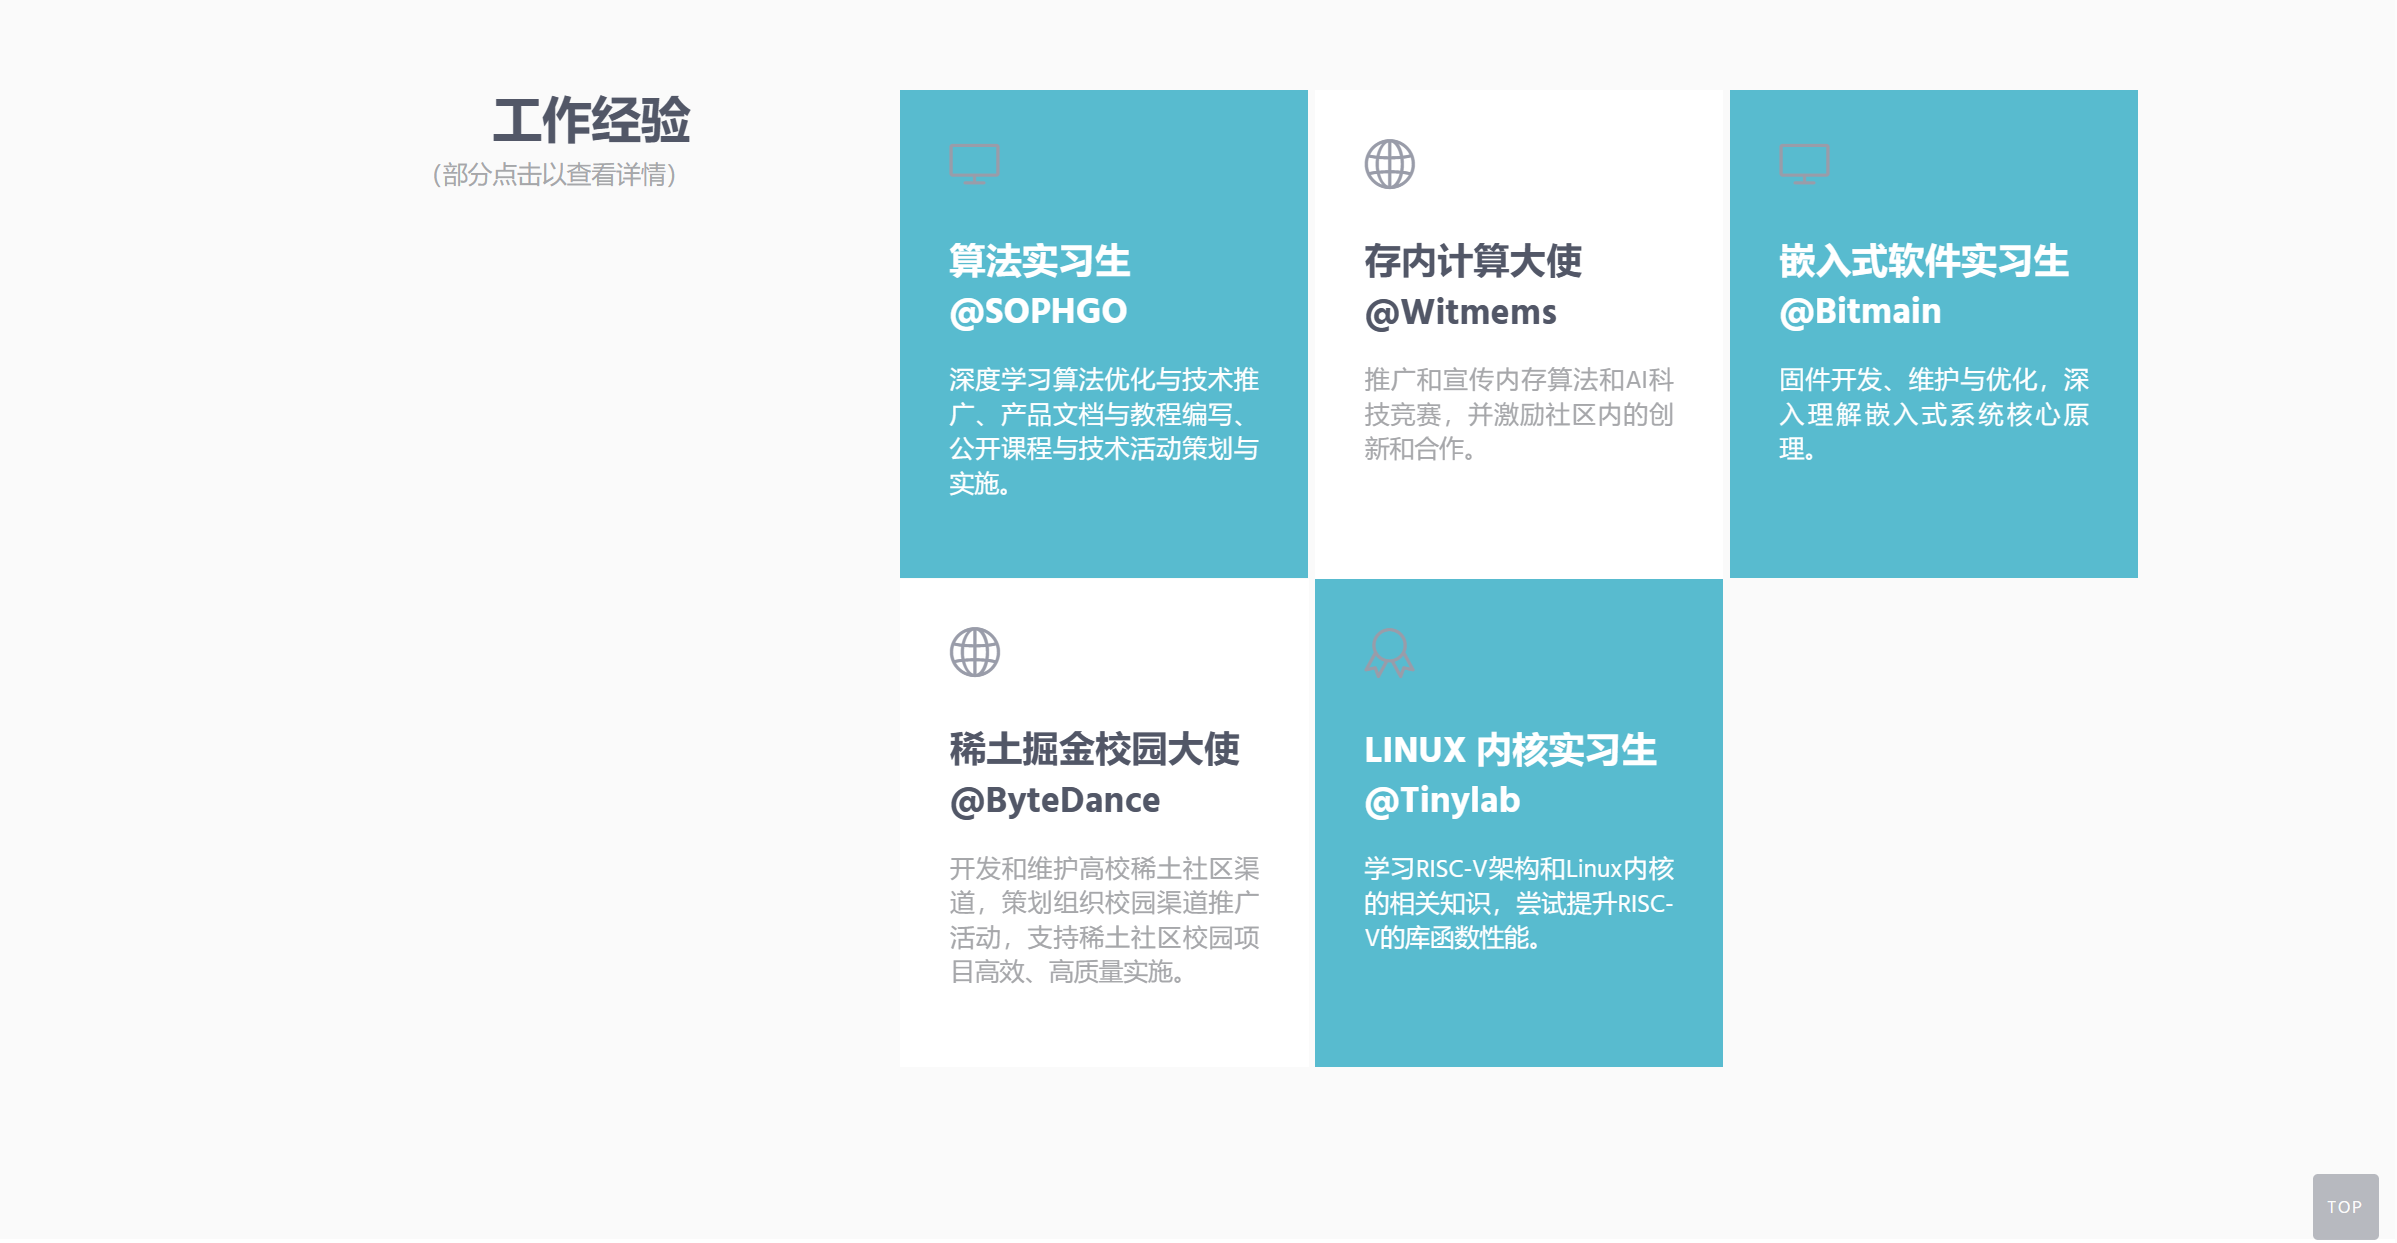 工作经验
（部分点击以查看详情）
算法实习生
@SOPHGO
深度学习算法优化与技术推
广、产品文档与教程编写、
公开课程与技术活动策划与
实施。
存内计算大使
@Witmems
推广和宣传内存算法和AI科
技竞赛，并激励社区内的创
新和合作。
嵌入式软件实习生
@Bitmain
固件开发、维护与优化，深
入理解嵌入式系统核心原
理。
稀土掘金校园大使
@ByteDance
开发和维护高校稀土社区渠
道，策划组织校园渠道推广
活动，支持稀土社区校园项
目高效、高质量实施。
LINUX 内核实习生
@Tinylab
学习RISC-V架构和Linux内核
的相关知识，尝试提升RISC-
V的库函数性能。
TOP